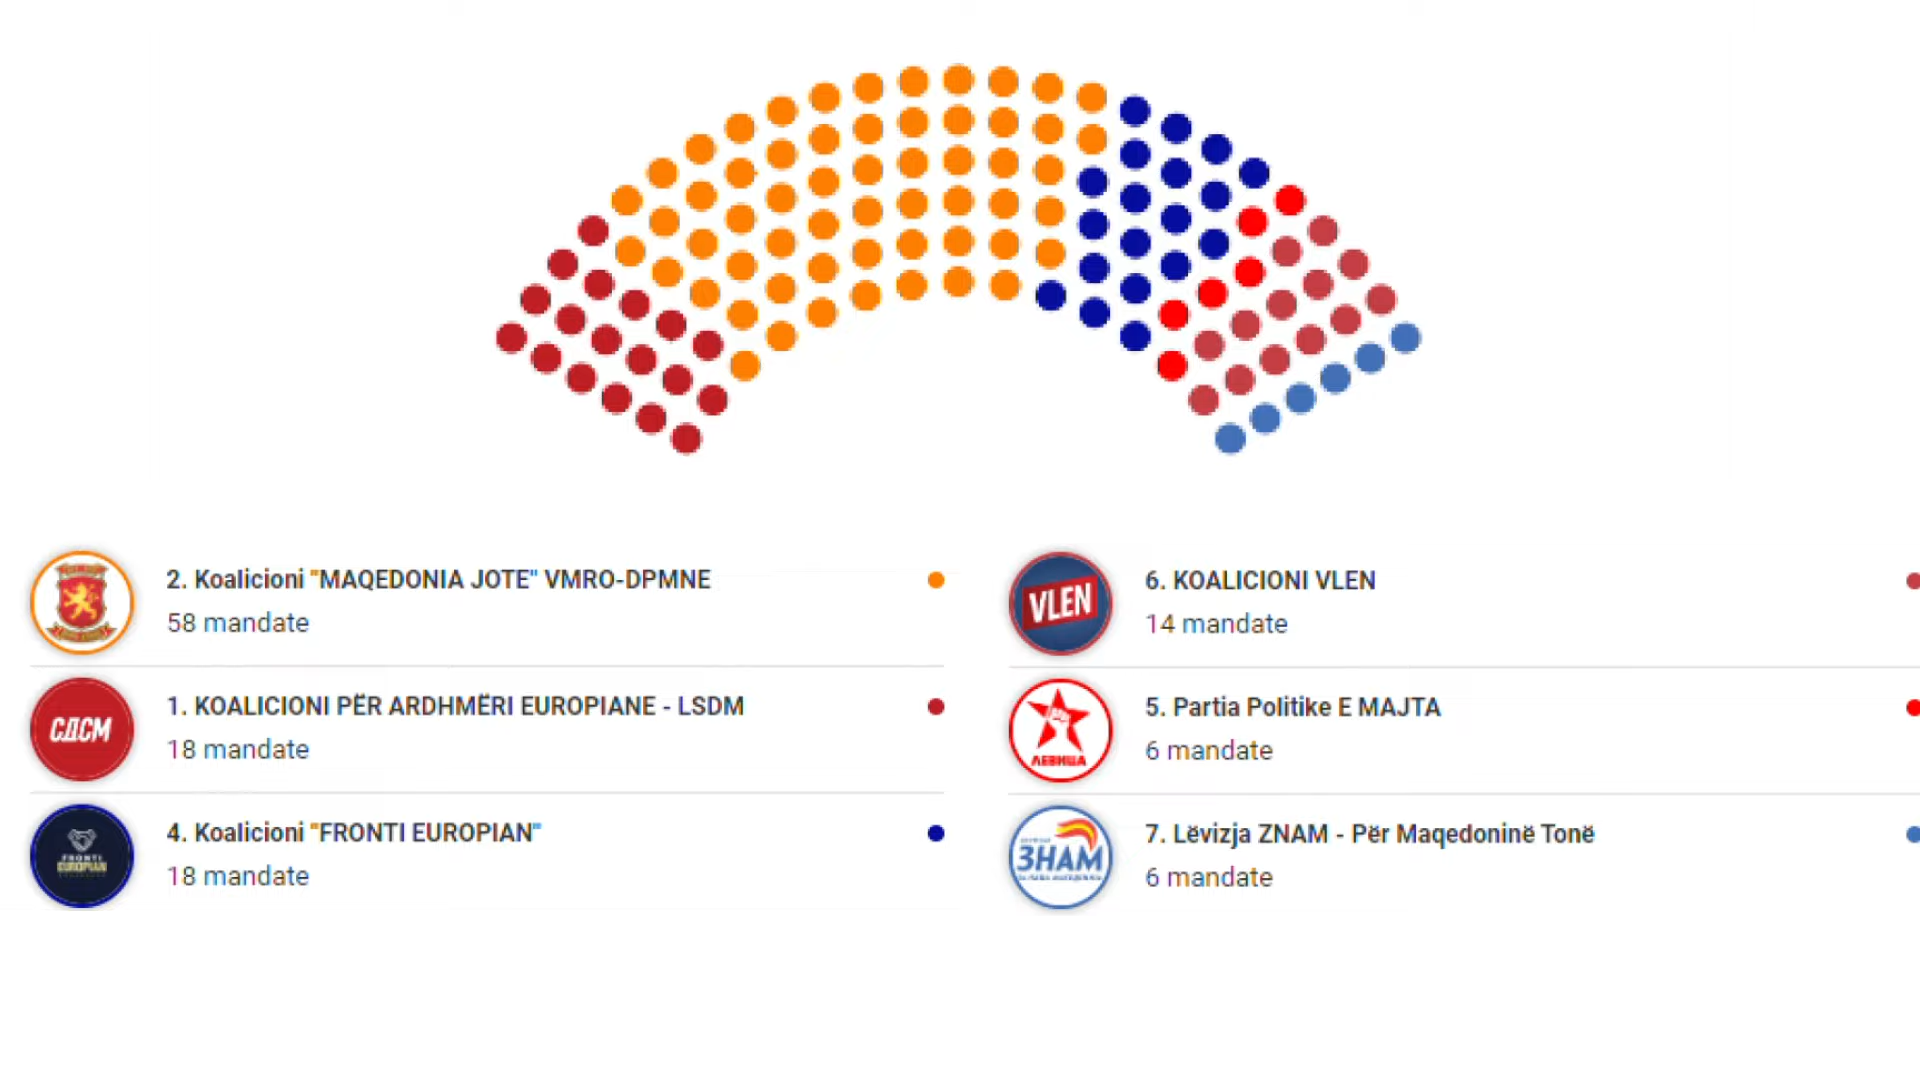 2. Koalicioni "MAQEDONIA JOTE" VMRO-DPMNE
58 mandate
СДСМ
1. KOALICIONI PËR ARDHMËRI EUROPIANE - LSDM
18 mandate
FRONTI
EUROPIAN
4. Koalicioni "FRONTI EUROPIAN"
18 mandate
VLEN
6. KOALICIONI VLEN
14 mandate
ЛЕВИЦА
5. Partia Politike E MAJTA
6 mandate
ЗНАМ
7. Lëvizja ZNAM - Për Maqedoninë Tonë
6 mandate